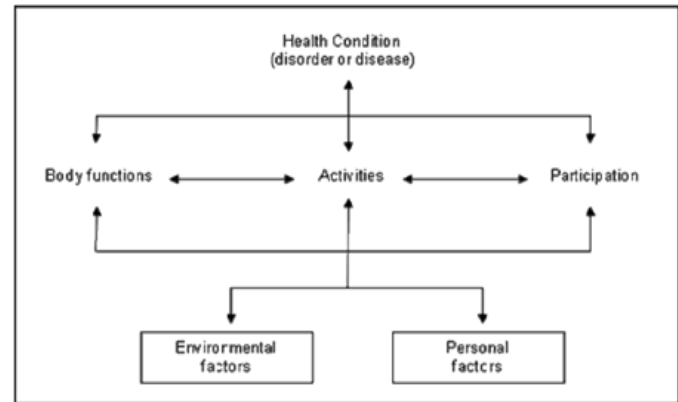 Health Condition
(disorder or disease)
Body functions
Activities
Participation
Environmental
factors
Personal
factors